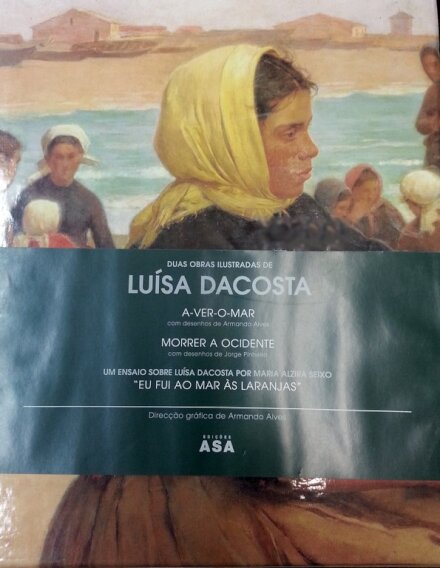 DUAS OBRAS ILUSTRADAS DE
LUÍSA DACOSTA
A-VER-O-MAR
com desenhos de Armando Alves
MORRER A OCIDENTE
com desenhos de Jorge Pinheiro
UM ENSAIO SOBRE LUÍSA DACOSTA POR MARIA ALZIRA SEIXO
"EU FUI AO MAR ÀS LARANJAS"
Direcção gráfica de Armando Alves
EDIÇÕES
ASA